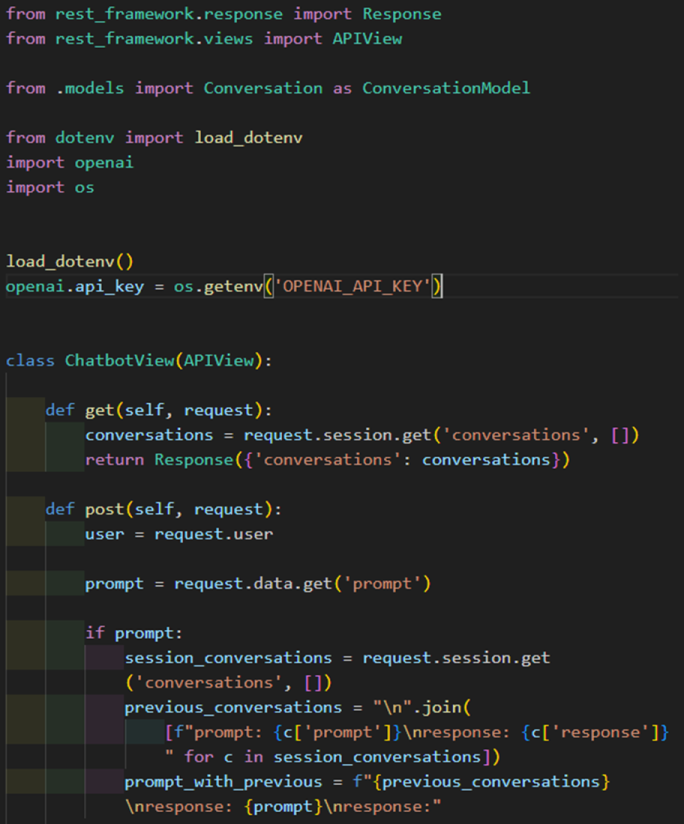 from rest_framework.response import Response
from rest_framework.views import APIView
from .models import Conversation as ConversationModel
from dotenv import load_dotenv
import openai
import os
load_dotenv()
openai.api_key = os.getenv('OPENAI_API_KEY')
class ChatbotView(APIView):
def get(self, request):
conversations = request.session.get('conversations', [])
return Response({'conversations': conversations})
def post(self, request):
user = request.user
prompt = request.data.get('prompt')
if prompt:
session_conversations = request.session.get
('conversations', [])
previous_conversations = "\n".join(
[f"prompt: {c['prompt']}\nresponse: {c['response']}
" for c in session_conversations])
prompt_with_previous = f"{previous_conversations}
\nresponse: {prompt}\nresponse:"